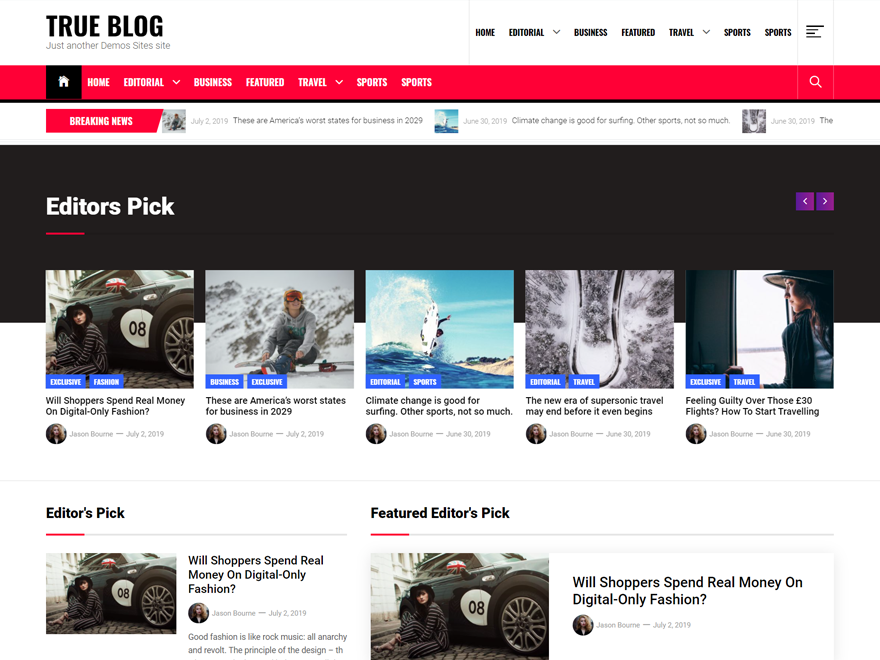 TRUE BLOG
Just another Demos Sites site
HOME EDITORIAL BUSINESS FEATURED TRAVEL SPORTS SPORTS
HOME EDITORIAL BUSINESS FEATURED TRAVEL SPORTS SPORTS
BREAKING NEWS July 2, 2019 These are America's worst states for business in 2029 June 30, 2019 Climate change is good for surfing. Other sports, not so much. June 30, 2019 The
Editors Pick
08
EXCLUSIVE FASHION
Will Shoppers Spend Real Money
On Digital-Only Fashion?
Jason Bourne — July 2, 2019
BUSINESS EXCLUSIVE
These are America's worst states
for business in 2029
Jason Bourne — July 2, 2019
EDITORIAL SPORTS
Climate change is good for
surfing. Other sports, not so much.
Jason Bourne — June 30, 2019
EDITORIAL TRAVEL
The new era of supersonic travel
may end before it even begins
Jason Bourne — June 30, 2019
EXCLUSIVE TRAVEL
Feeling Guilty Over Those £30
Flights? How To Start Travelling
Jason Bourne — June 30, 2019
Editor's Pick
08
Will Shoppers Spend Real
Money On Digital-Only
Fashion?
Jason Bourne — July 2, 2019
Good fashion is like rock music: all anarchy
and revolt. The principle of the design – th
Featured Editor's Pick
08
Will Shoppers Spend Real Money On
Digital-Only Fashion?
Jason Bourne — July 2, 2019